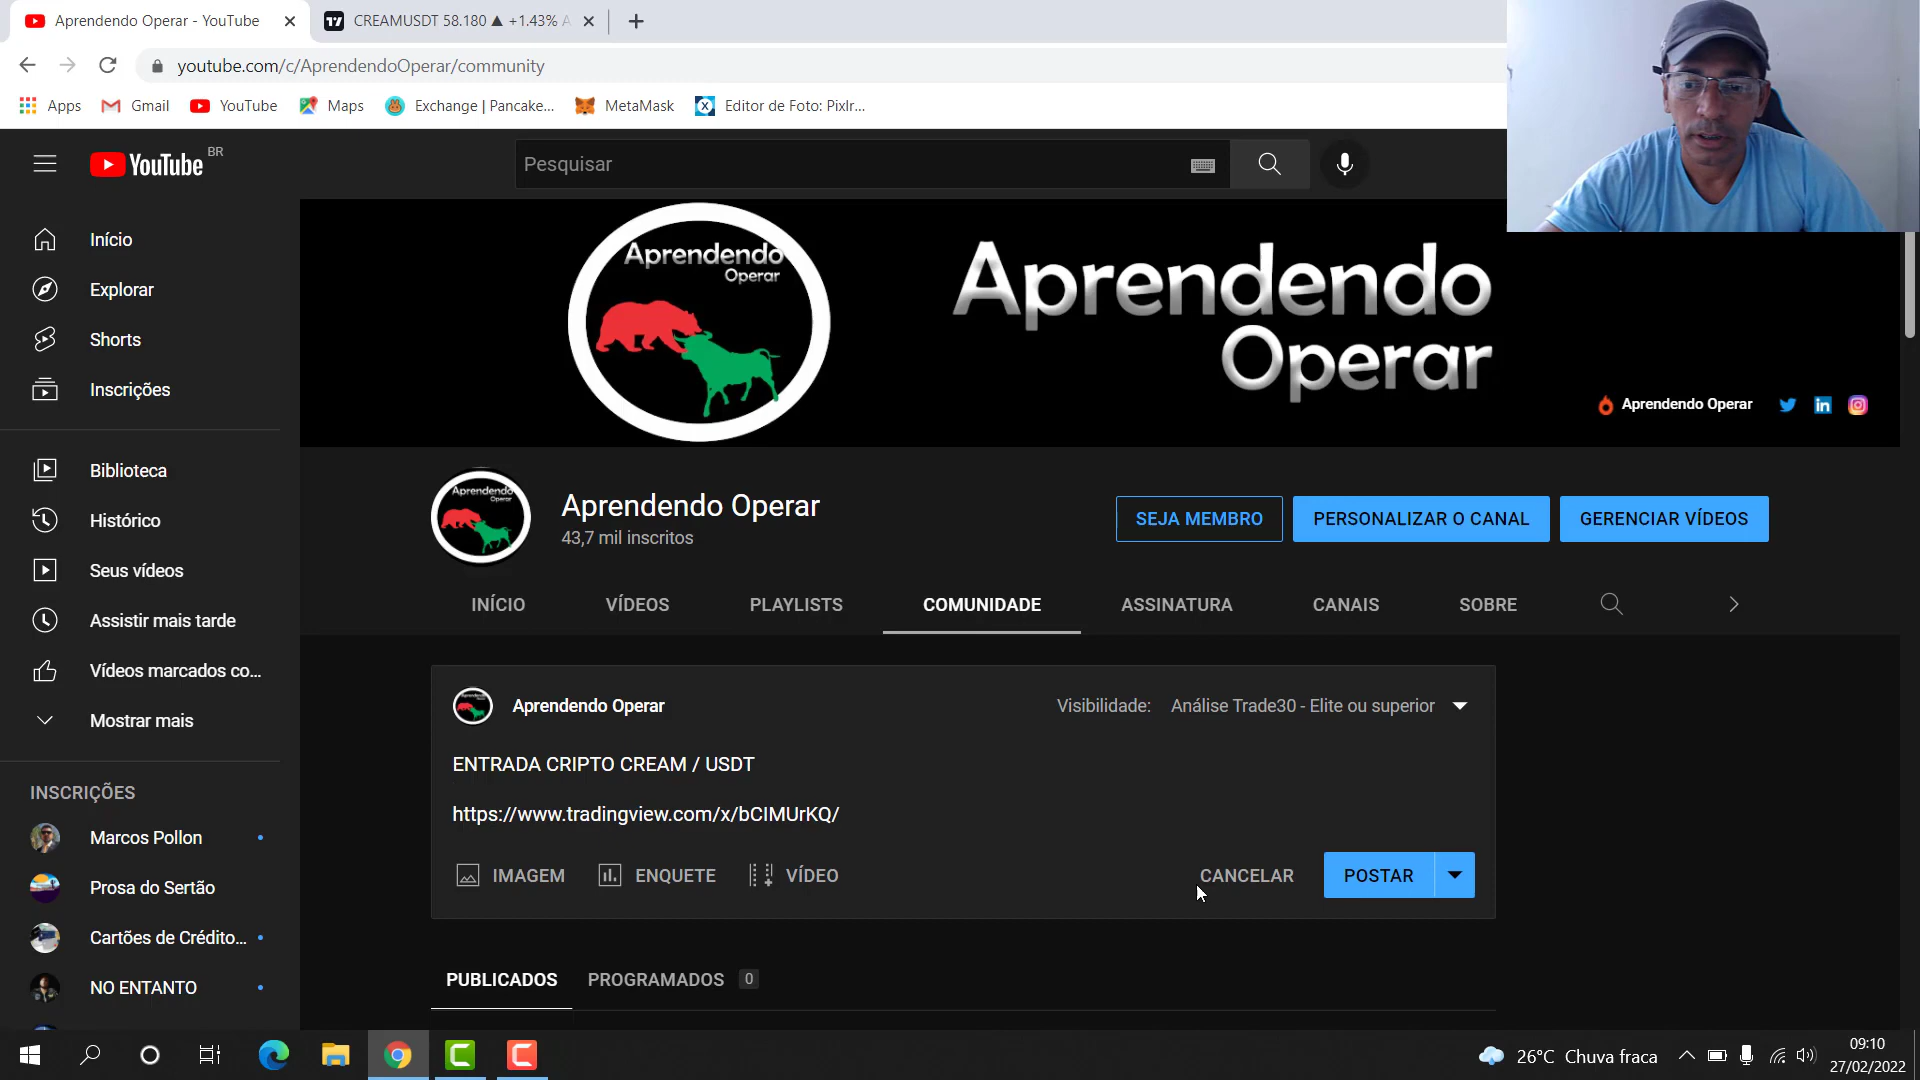 Aprendendo Operar - YouTube
CREAMUSDT 58.180 ▲ +1.43%
youtube.com/c/AprendendoOperar/community
Apps
Gmail
YouTube
Maps
Exchange | Pancake...
MetaMask
Editor de Foto: Pixlr...
YouTube BR
Pesquisar
Início
Explorar
Shorts
Inscrições
Biblioteca
Histórico
Seus vídeos
Assistir mais tarde
Vídeos marcados co...
Mostrar mais
INSCRIÇÕES
Marcos Pollon
Prosa do Sertão
Cartões de Crédito...
NO ENTANTO
Aprendendo
Operar
Aprendendo
Operar
Aprendendo Operar
Aprendendo
Operar
Aprendendo Operar
43,7 mil inscritos
SEJA MEMBRO
PERSONALIZAR O CANAL
GERENCIAR VÍDEOS
INÍCIO
VÍDEOS
PLAYLISTS
COMUNIDADE
ASSINATURA
CANAIS
SOBRE
Aprendendo Operar
Visibilidade: Análise Trade30 - Elite ou superior
ENTRADA CRIPTO CREAM / USDT
https://www.tradingview.com/x/bCIMUrKQ/
IMAGEM
ENQUETE
VÍDEO
CANCELAR
POSTAR
PUBLICADOS
PROGRAMADOS 0
26°C Chuva fraca
09:10
27/02/2022